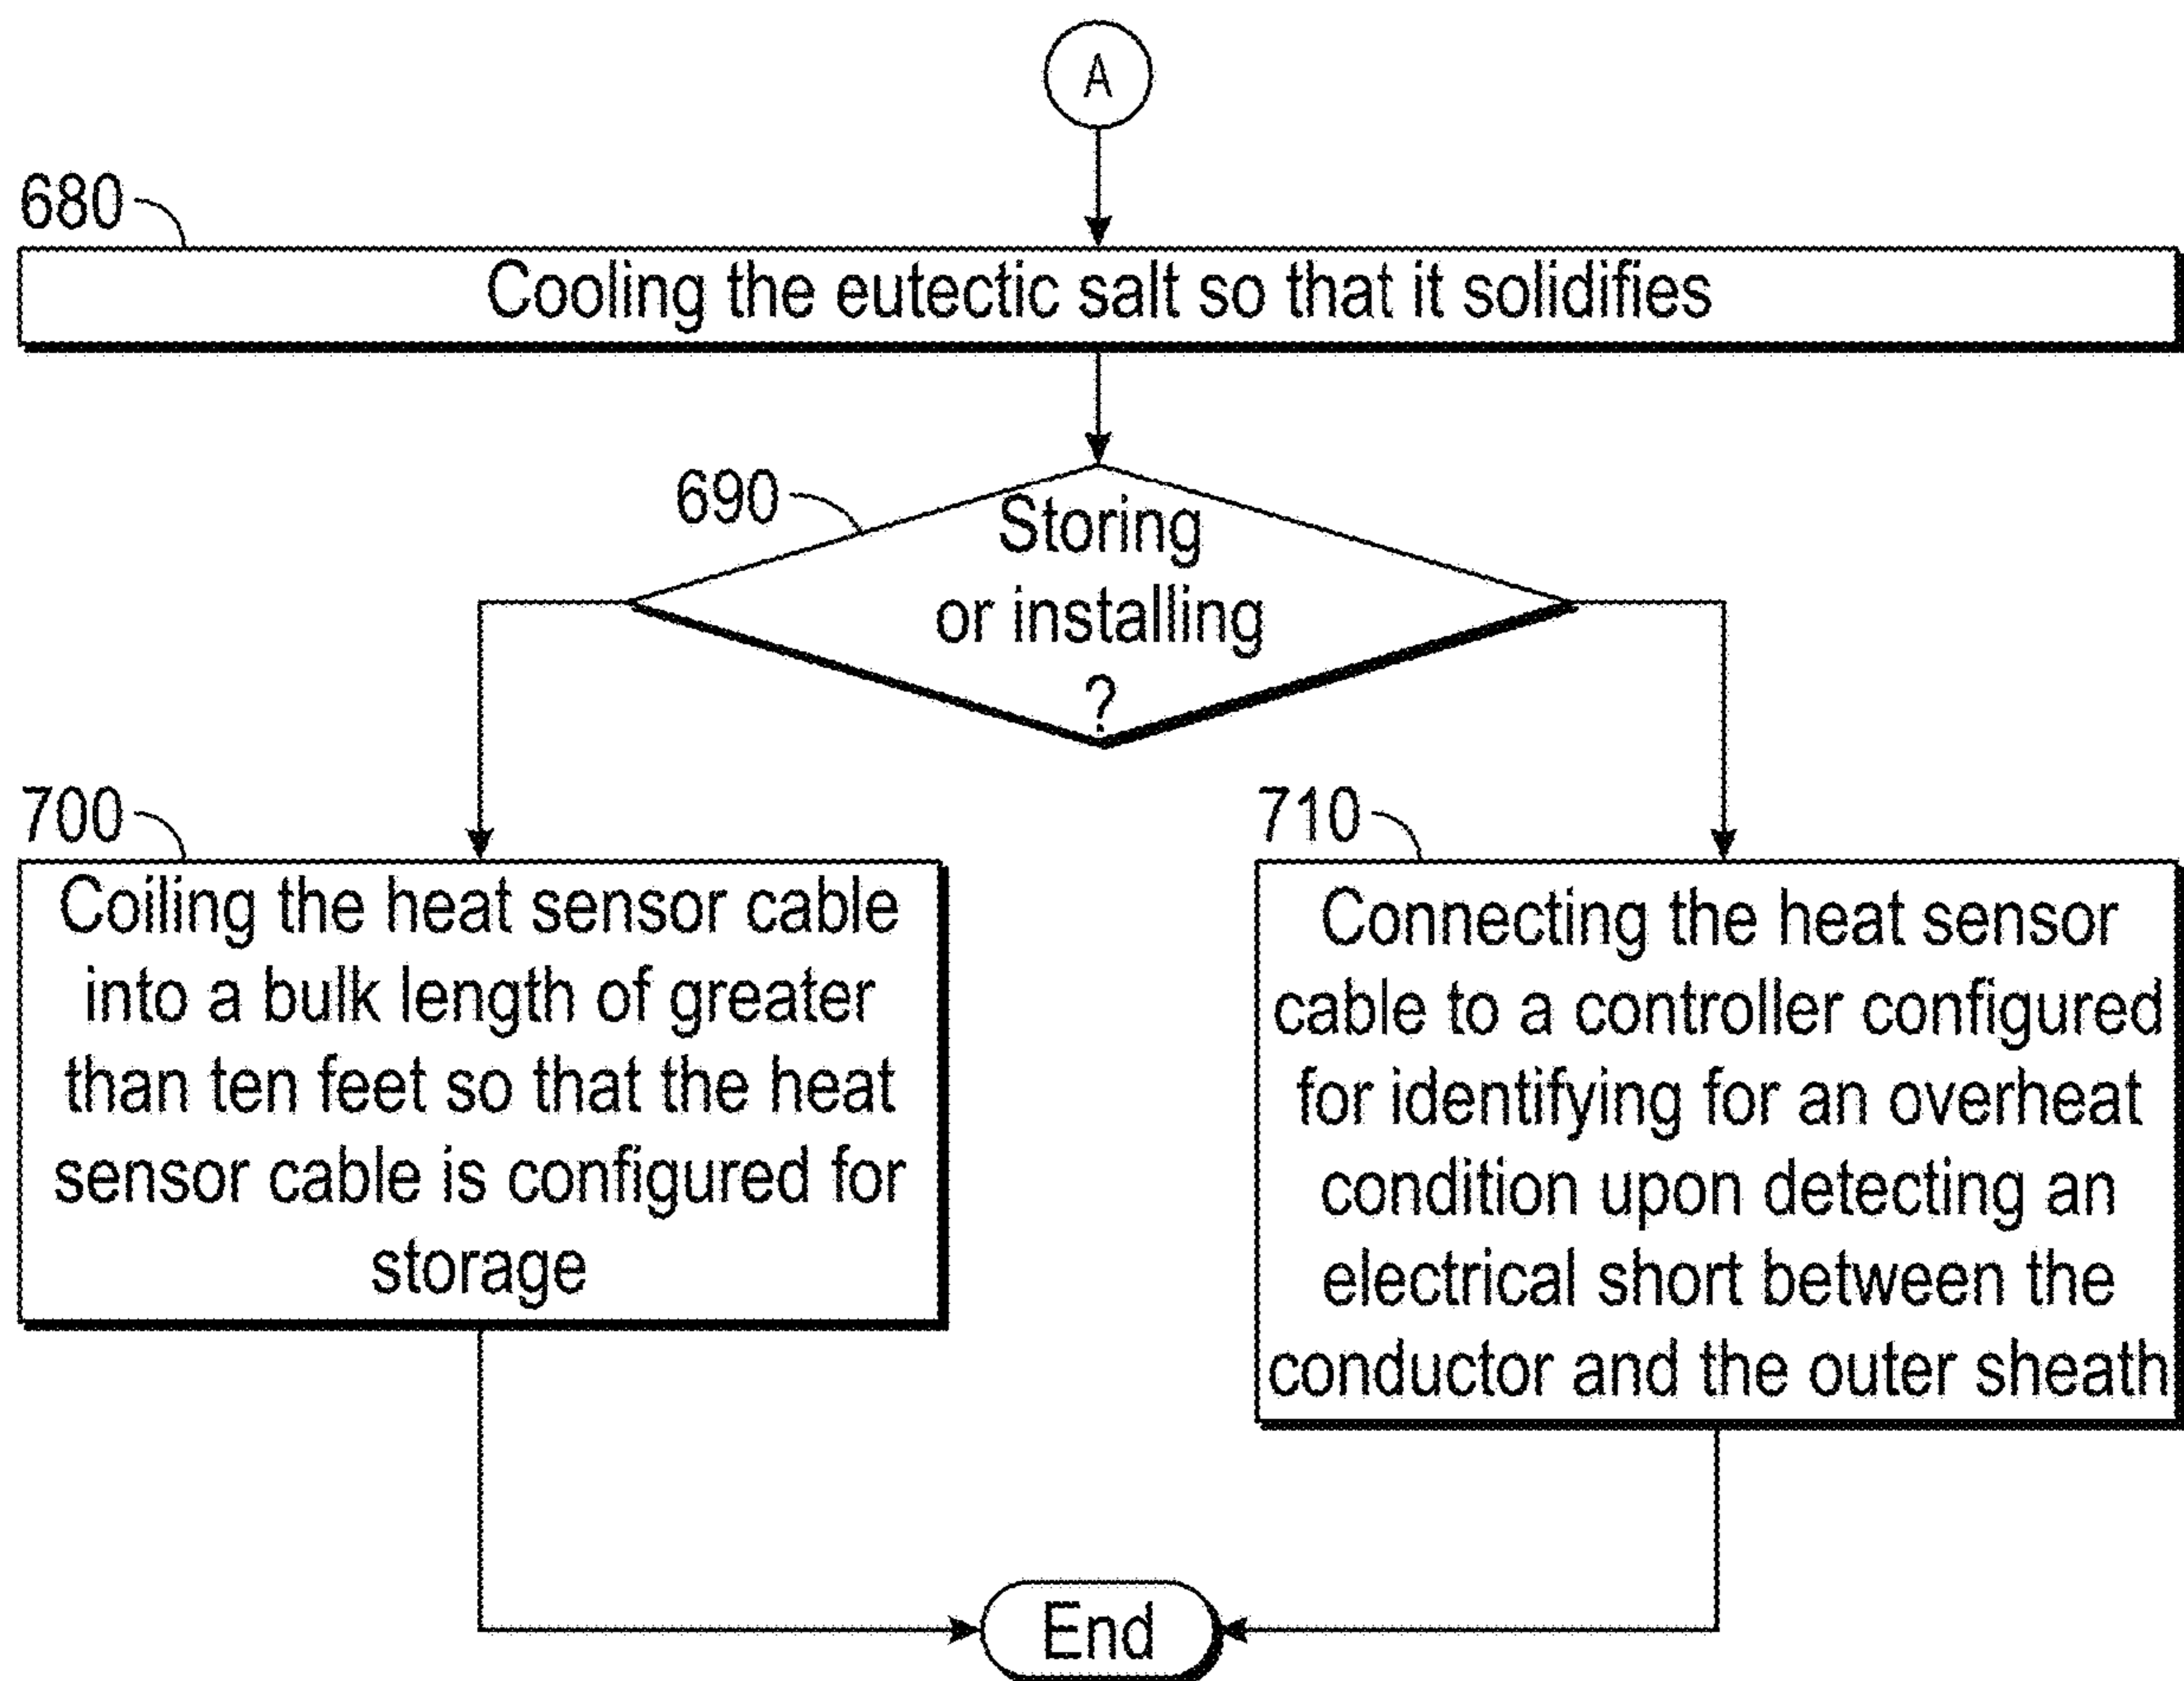 A
680
Cooling the eutectic salt so that it solidifies
690
Storing
or installing
?
700
Coiling the heat sensor cable
into a bulk length of greater
than ten feet so that the heat
sensor cable is configured for
storage
710
Connecting the heat sensor
cable to a controller configured
for identifying for an overheat
condition upon detecting an
electrical short between the
conductor and the outer sheath
End